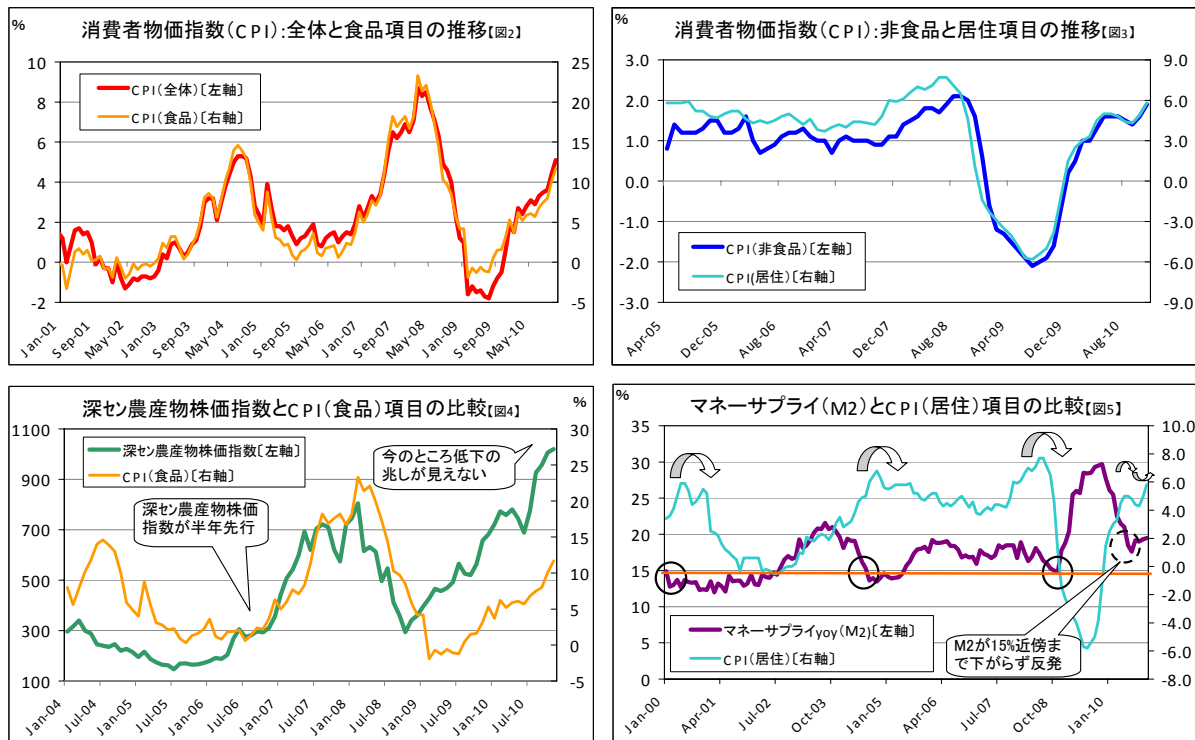 消費者物価指数(CPI):全体と食品項目の推移【図2】
%
CPI(全体)〔左軸〕
CPI(食品)〔右軸〕
10
8
6
4
2
0
-2
25
20
15
10
5
0
-5
Jan-01
Sep-01
May-02
Jan-03
Sep-03
May-04
Jan-05
Sep-05
May-06
Jan-07
Sep-07
May-08
Jan-09
Sep-09
May-10
消費者物価指数(CPI):非食品と居住項目の推移【図3】
%
3.0
2.0
1.0
0.0
-1.0
-2.0
-3.0
9.0
6.0
3.0
0.0
-3.0
-6.0
-9.0
CPI(非食品)〔左軸〕
CPI(居住)〔右軸〕
Apr-05
Dec-05
Aug-06
Apr-07
Dec-07
Aug-08
Apr-09
Dec-09
Aug-10
深セン農産物株価指数とCPI(食品)項目の比較【図4】
%
深セン農産物株価指数〔左軸〕
CPI(食品)〔右軸〕
今のところ低下の
兆しが見えない
深セン農産物株価
指数が半年先行
1100
900
700
500
300
100
30
25
20
15
10
5
0
-5
Jan-04
Jul-04
Jan-05
Jul-05
Jan-06
Jul-06
Jan-07
Jul-07
Jan-08
Jul-08
Jan-09
Jul-09
Jan-10
Jul-10
マネーサプライ(M2)とCPI(居住)項目の比較【図5】
%
35
30
25
20
15
10
5
0
10.0
8.0
6.0
4.0
2.0
0.0
-2.0
-4.0
-6.0
-8.0
マネーサプライyoy(M2)〔左軸〕
CPI(居住)〔右軸〕
M2が15%近傍ま
で下がらず反発
Jan-00
Apr-01
Jul-02
Oct-03
Jan-05
Apr-06
Jul-07
Oct-08
Jan-10